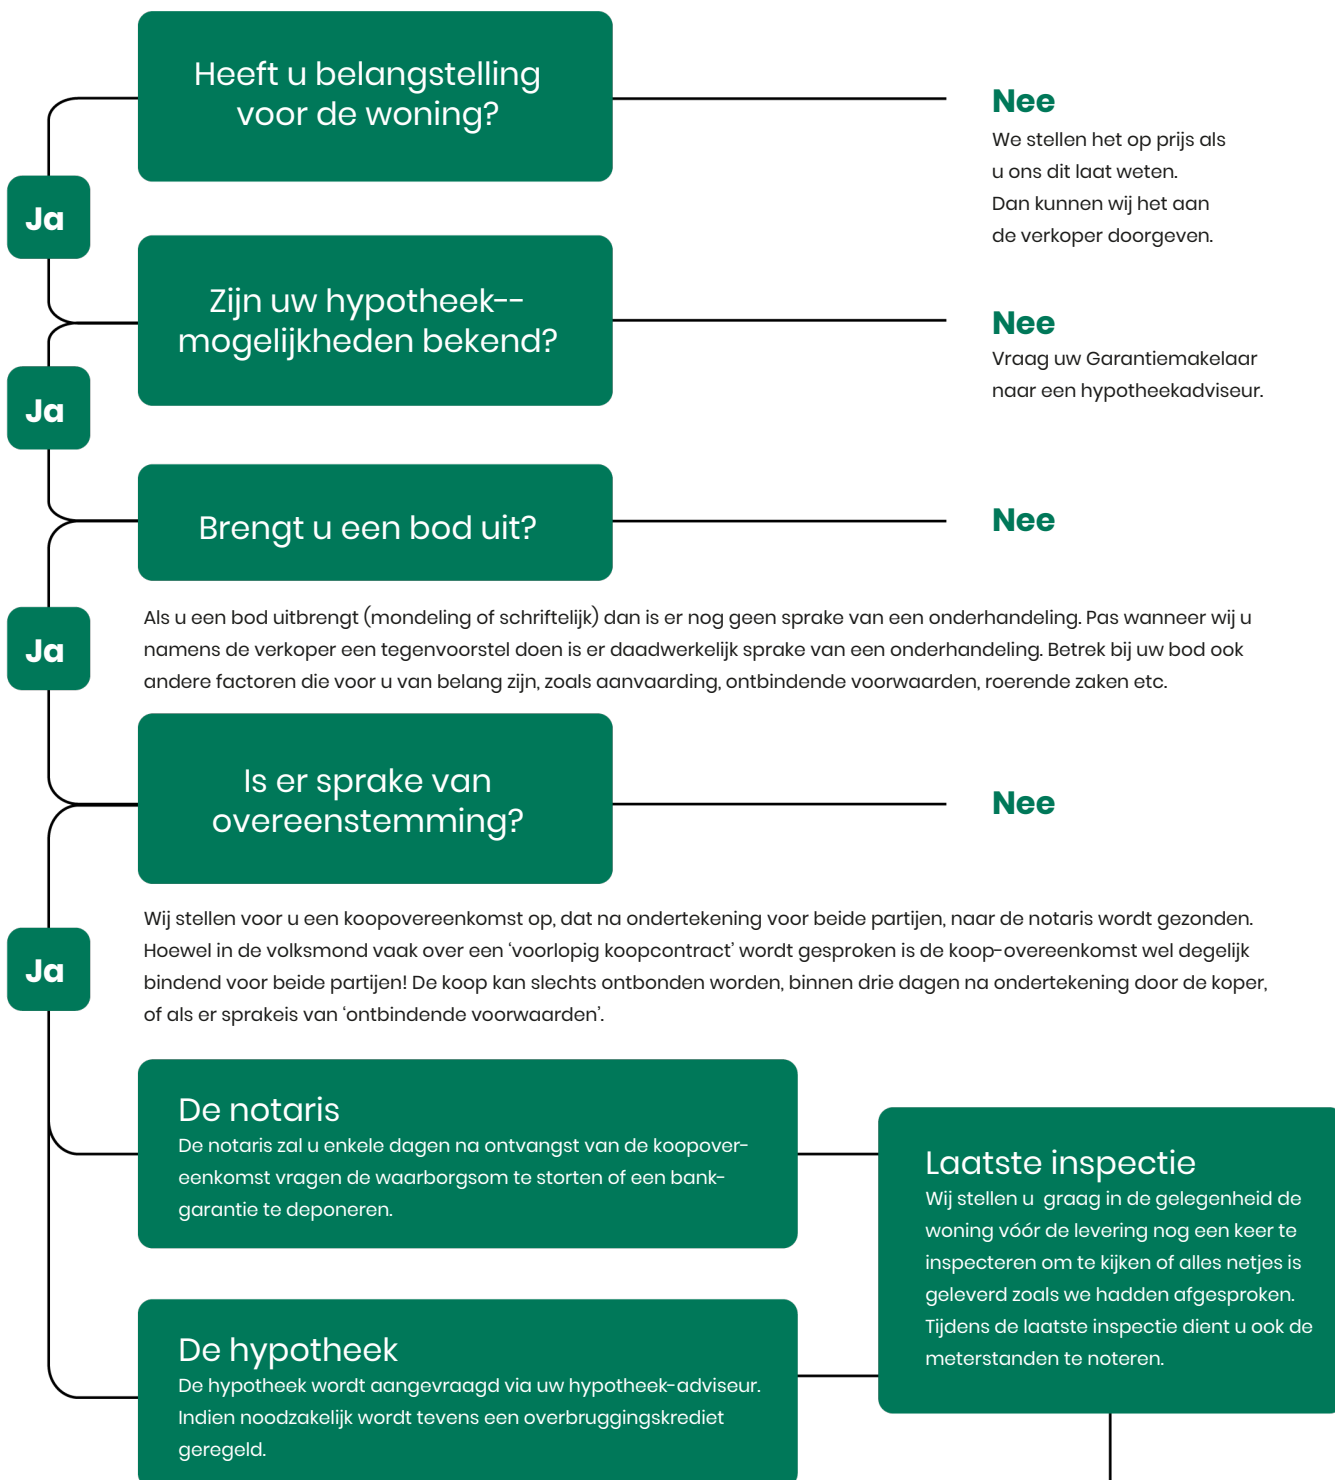 Heeft u belangstelling
voor de woning?
Nee
We stellen het op prijs als
u ons dit laat weten.
Dan kunnen wij het aan
de verkoper doorgeven.
Ja
Zijn uw hypotheek--
mogelijkheden bekend?
Nee
Vraag uw Garantiemakelaar
naar een hypotheekadviseur.
Ja
Brengt u een bod uit?
Nee
Ja
Als u een bod uitbrengt (mondeling of schriftelijk) dan is er nog geen sprake van een onderhandeling. Pas wanneer wij u
namens de verkoper een tegenvoorstel doen is er daadwerkelijk sprake van een onderhandeling. Betrek bij uw bod ook
andere factoren die voor u van belang zijn, zoals aanvaarding, ontbindende voorwaarden, roerende zaken etc.
Is er sprake van
overeenstemming?
Nee
Ja
Wij stellen voor u een koopovereenkomst op, dat na ondertekening voor beide partijen, naar de notaris wordt gezonden.
Hoewel in de volksmond vaak over een ‘voorlopig koopcontract’ wordt gesproken is de koop-overeenkomst wel degelijk
bindend voor beide partijen! De koop kan slechts ontbonden worden, binnen drie dagen na ondertekening door de koper,
of als er sprakeis van ‘ontbindende voorwaarden’.
De notaris
De notaris zal u enkele dagen na ontvangst van de koopover-
eenkomst vragen de waarborgsom te storten of een bank-
garantie te deponeren.
Laatste inspectie
Wij stellen u graag in de gelegenheid de
woning vóór de levering nog een keer te
inspecteren om te kijken of alles netjes is
geleverd zoals we hadden afgesproken.
Tijdens de laatste inspectie dient u ook de
meterstanden te noteren.
De hypotheek
De hypotheek wordt aangevraagd via uw hypotheek-adviseur.
Indien noodzakelijk wordt tevens een overbruggingskrediet
geregeld.